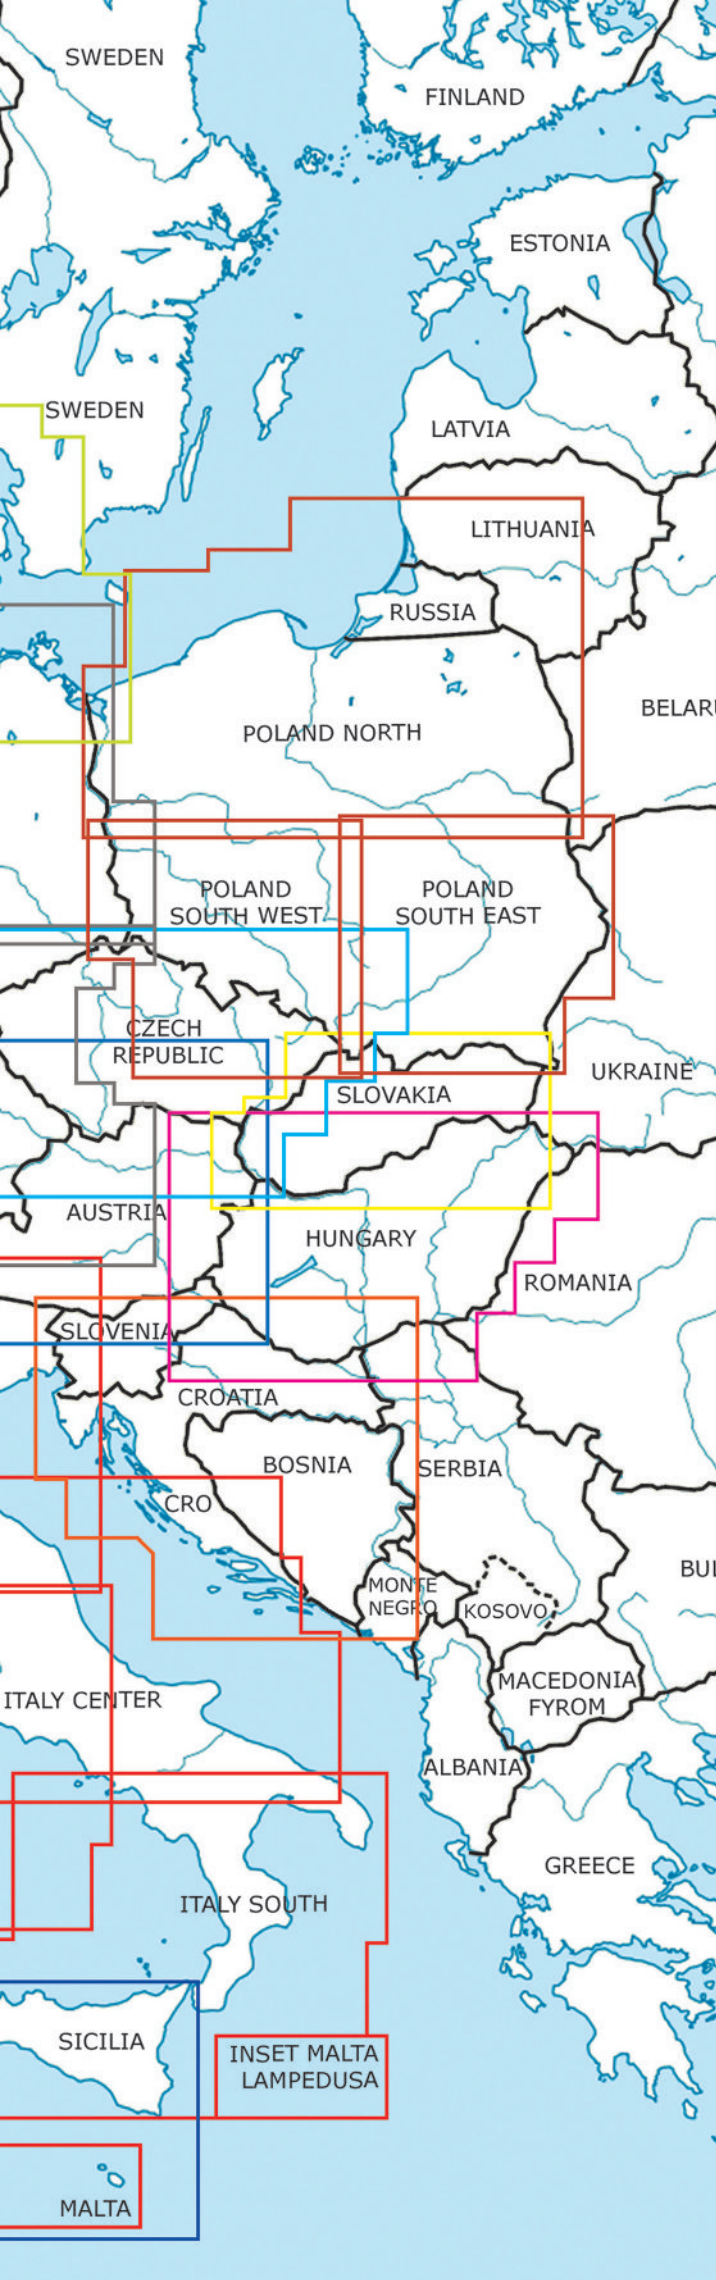 SWEDEN
FINLAND
ESTONIA
SWEDEN
LATVIA
LITHUANIA
RUSSIA
BELARU
POLAND NORTH
POLAND
SOUTH WEST
POLAND
SOUTH EAST
CZECH
REPUBLIC
UKRAINE
SLOVAKIA
AUSTRIA
HUNGARY
ROMANIA
SLOVENIA
CROATIA
BOSNIA
SERBIA
CRO
BUL
MONTE
NEGRO
KOSOVO
MACEDONIA
FYROM
ITALY CENTER
ALBANIA
GREECE
ITALY SOUTH
SICILIA
INSET MALTA
LAMPEDUSA
MALTA